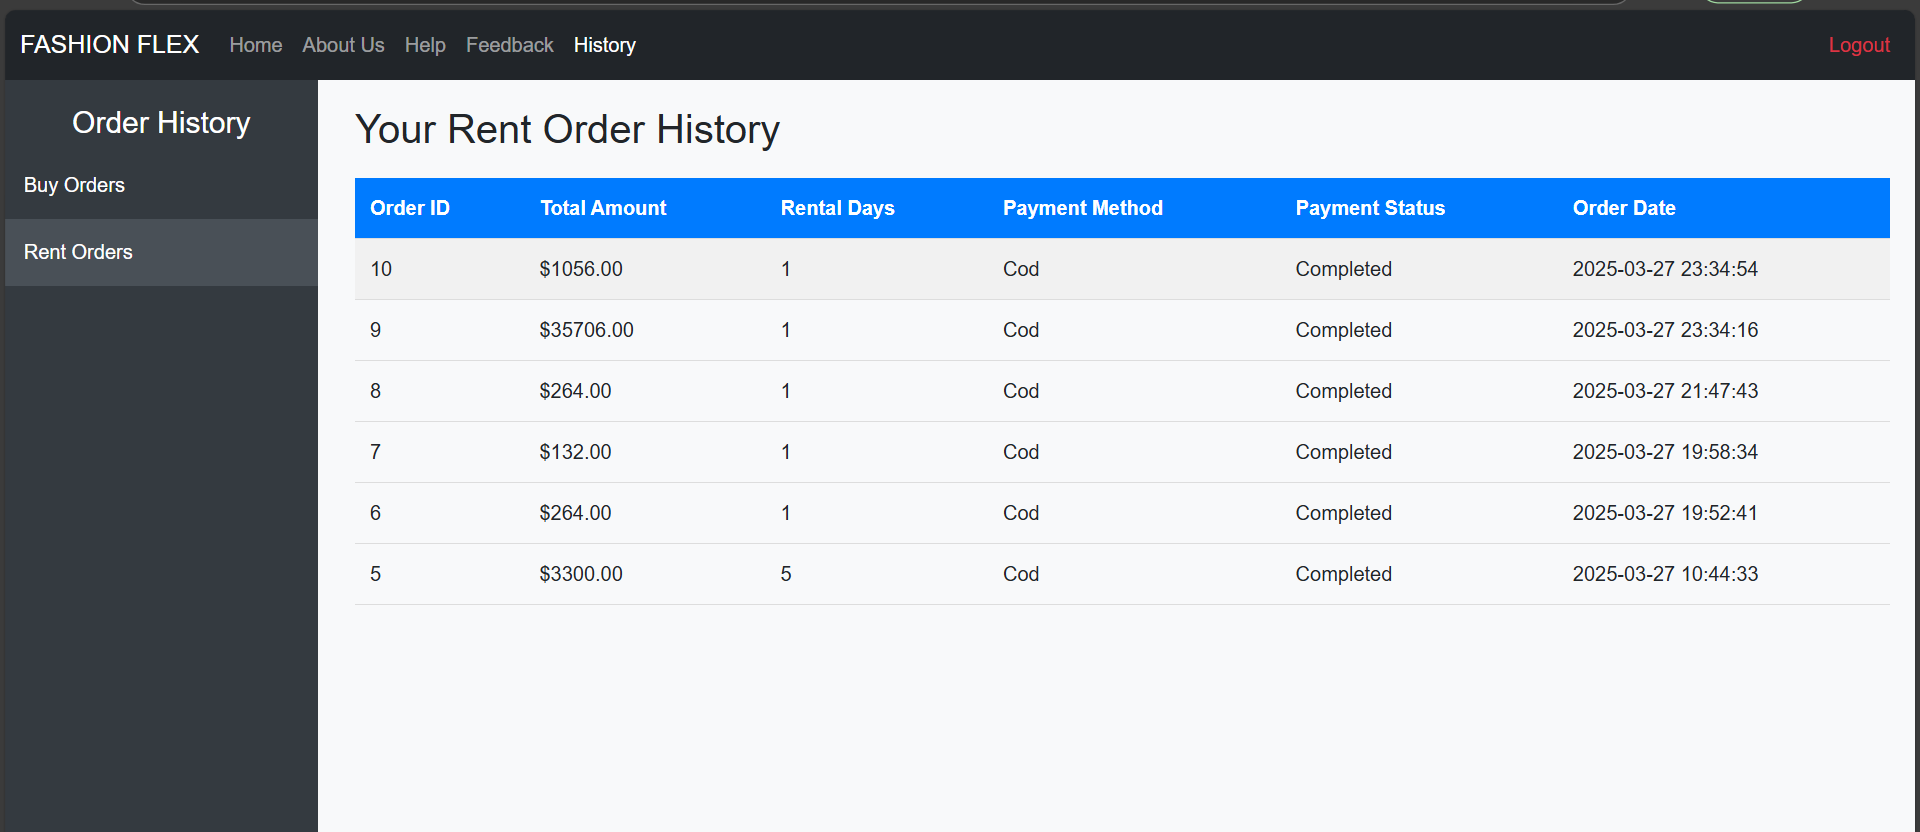 FASHION FLEX Home About Us Help Feedback History Logout
Order History
Buy Orders
Rent Orders
Your Rent Order History
Order ID Total Amount Rental Days Payment Method Payment Status Order Date
10 $1056.00 1 Cod Completed 2025-03-27 23:34:54
9 $35706.00 1 Cod Completed 2025-03-27 23:34:16
8 $264.00 1 Cod Completed 2025-03-27 21:47:43
7 $132.00 1 Cod Completed 2025-03-27 19:58:34
6 $264.00 1 Cod Completed 2025-03-27 19:52:41
5 $3300.00 5 Cod Completed 2025-03-27 10:44:33